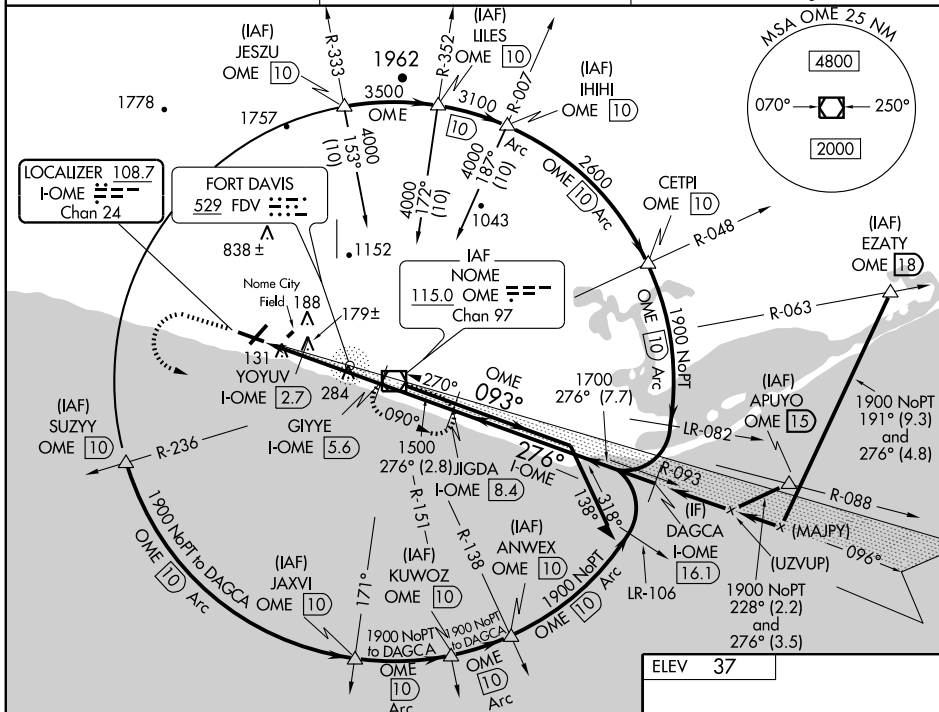 (IAF)
JESZU
OME 10
R-333
1962
R-352
(IAF)
LILES
OME 10
R-007
(IAF)
IHIHI
OME 10
MSA OME 25 NM
4800
070°
250°
2000
1778
1757
3500
OME
3100
10
Arc
4000
153°
(10)
4000
172°
(10)
4000
187°
(10)
1043
2600
OME 10 Arc
CETPI
OME 10
R-048
(IAF)
EZATY
OME 18
R-063
LOCALIZER 108.7
I-OME
Chan 24
FORT DAVIS
529 FDV
838 ±
1152
IAF
NOME
115.0 OME
Chan 97
1900 NoPT
OME 10 Arc
Nome City
Field
188
179±
131
YOYUV
I-OME 2.7
284
GIYYE
I-OME 5.6
270°
090°
OME
093°
276°
I-OME
1700
276° (7.7)
1500
276° (2.8)
JIGDA
I-OME 8.4
LR-082
(IAF)
APUYO
OME 15
1900 NoPT
191° (9.3)
and
276° (4.8)
R-093
R-088
(MAJPY)
096°
(UZVUP)
1900 NoPT
228° (2.2)
and
276° (3.5)
(IF)
DAGCA
I-OME
16.1
LR-106
318°
138°
(IAF)
SUZYY
OME 10
R-236
1900 NoPT to DAGCA
OME 10 Arc
(IAF)
JAXVI
OME 10
171°
R-151
(IAF)
KUWOZ
OME 10
R-138
(IAF)
ANWEX
OME 10
1900 NoPT
to DAGCA
OME
10
Arc
1900 NoPT
to DAGCA
OME
10
Arc
1900 NoPT
OME 10 Arc
ELEV 37